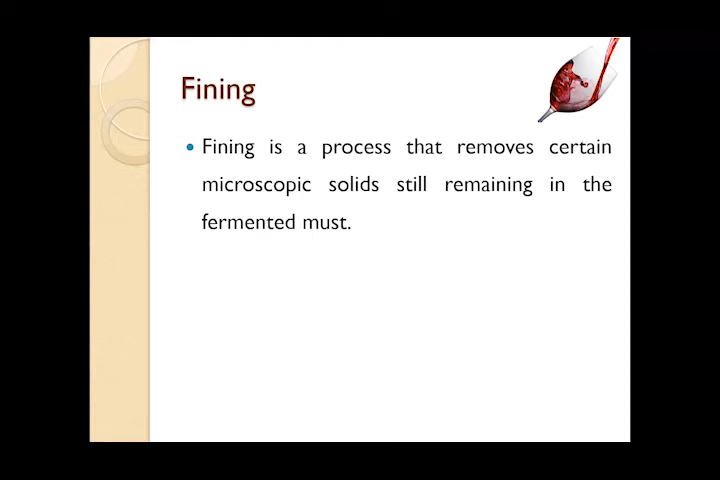 Fining
• Fining is a process that removes certain
microscopic solids still remaining in the
fermented must.